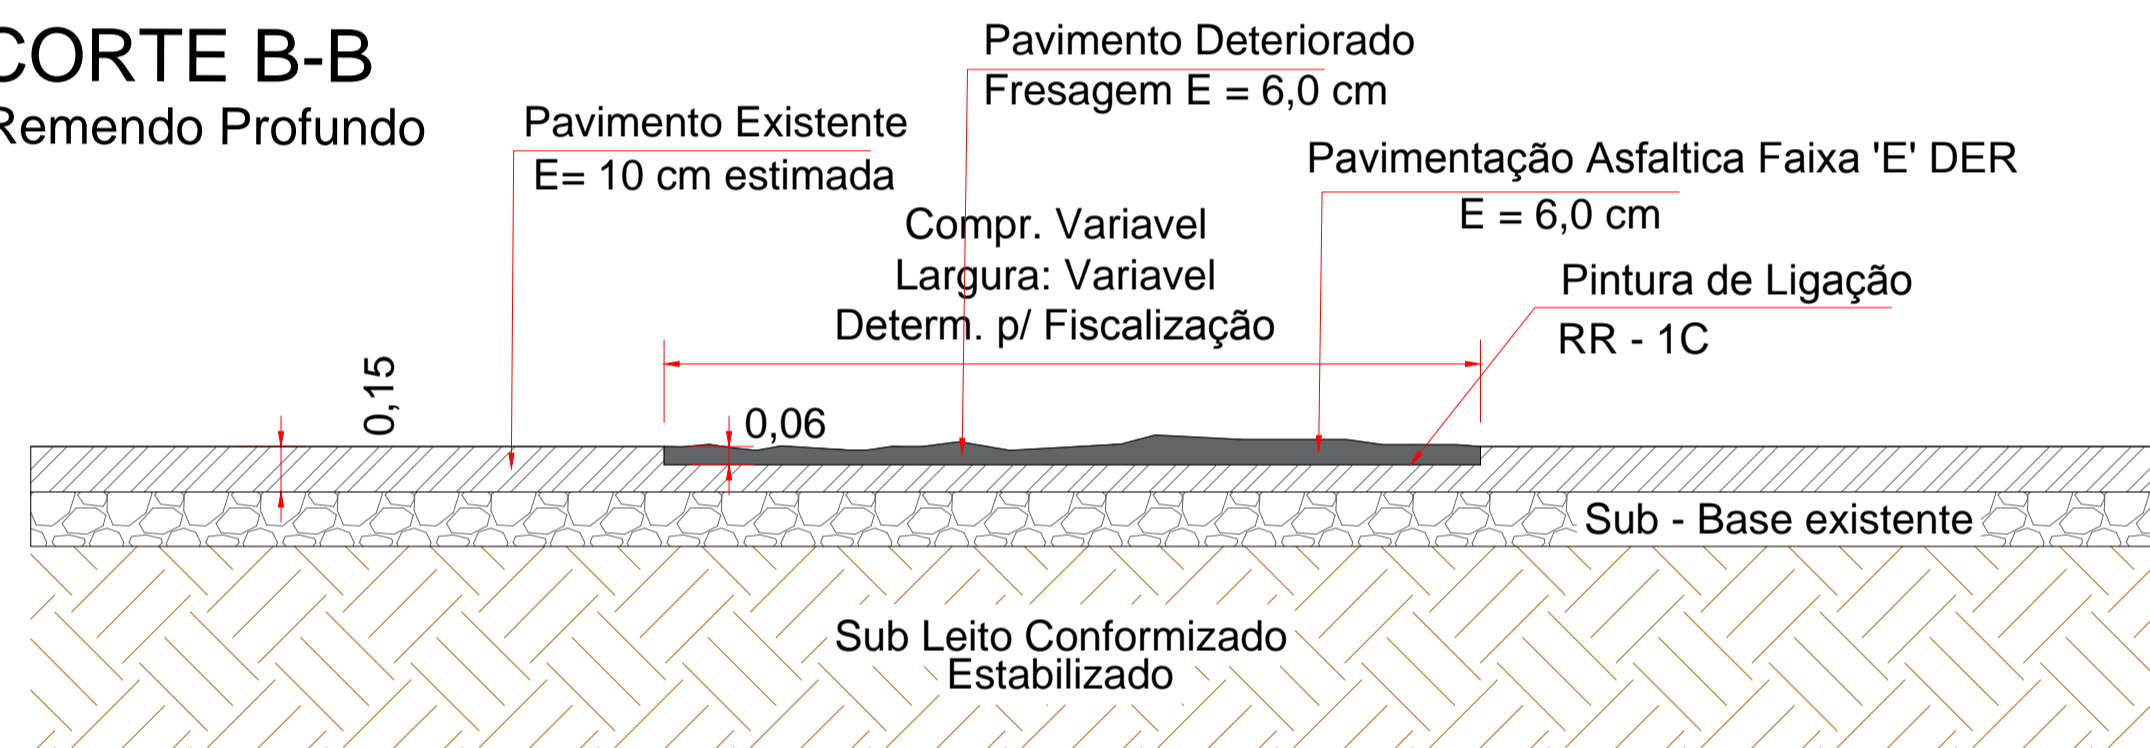 CORTE B-B
Remendo Profundo
Pavimento Existente
E= 10 cm estimada
Pavimento Deteriorado
Fresagem E = 6,0 cm
Pavimentação Asfaltica Faixa 'E' DER
E = 6,0 cm
Compr. Variavel
Largura: Variavel
Determ. p/ Fiscalização
Pintura de Ligação
RR - 1C
0,15
0,06
Sub - Base existente
Sub Leito Conformizado
Estabilizado